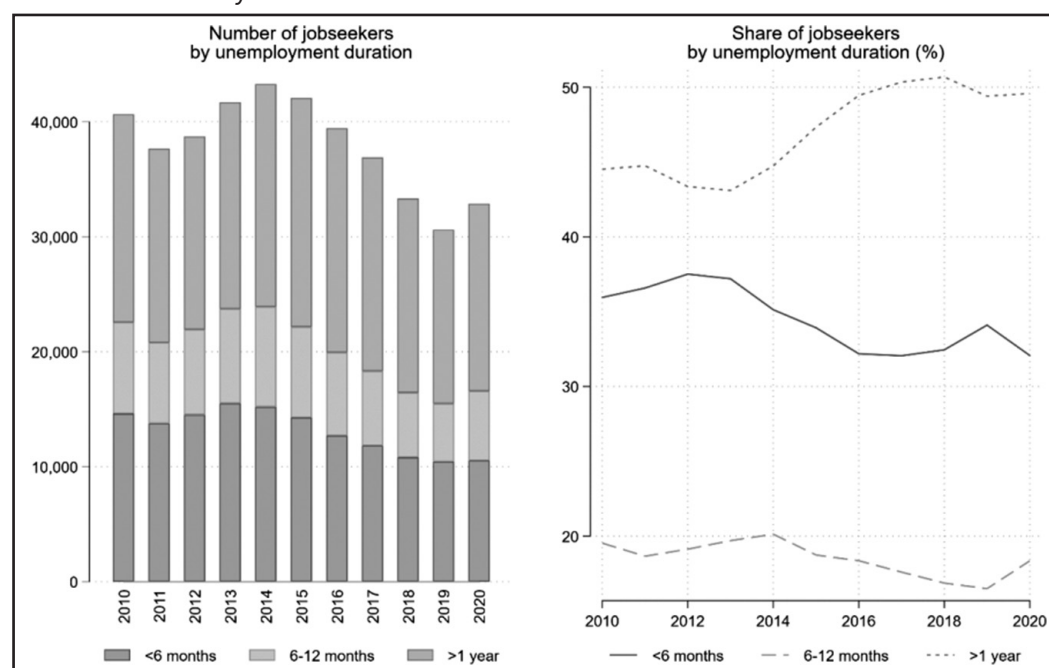 Number of jobseekers
by unemployment duration
40,000
30,000
20,000
10,000
0
2010
2011
2012
2013
2014
2015
2016
2017
2018
2019
2020
<6 months
6-12 months
>1 year
Share of jobseekers
by unemployment duration (%)
50
40
30
20
2010
2012
2014
2016
2018
2020
<6 months
6-12 months
>1 year